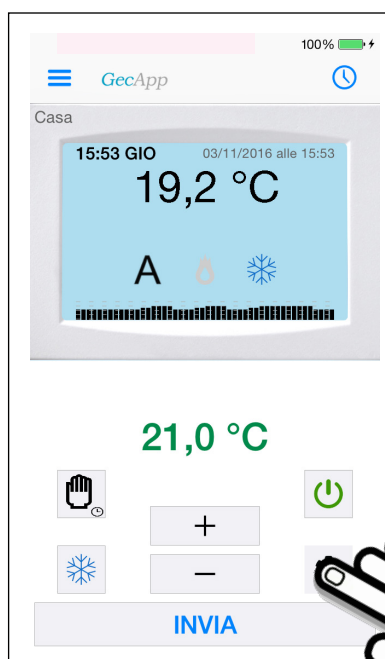 100%
GecApp
Casa
15:53 GIO 03/11/2016 alle 15:53
19,2 °C
A
21,0 °C
+
−
INVIA